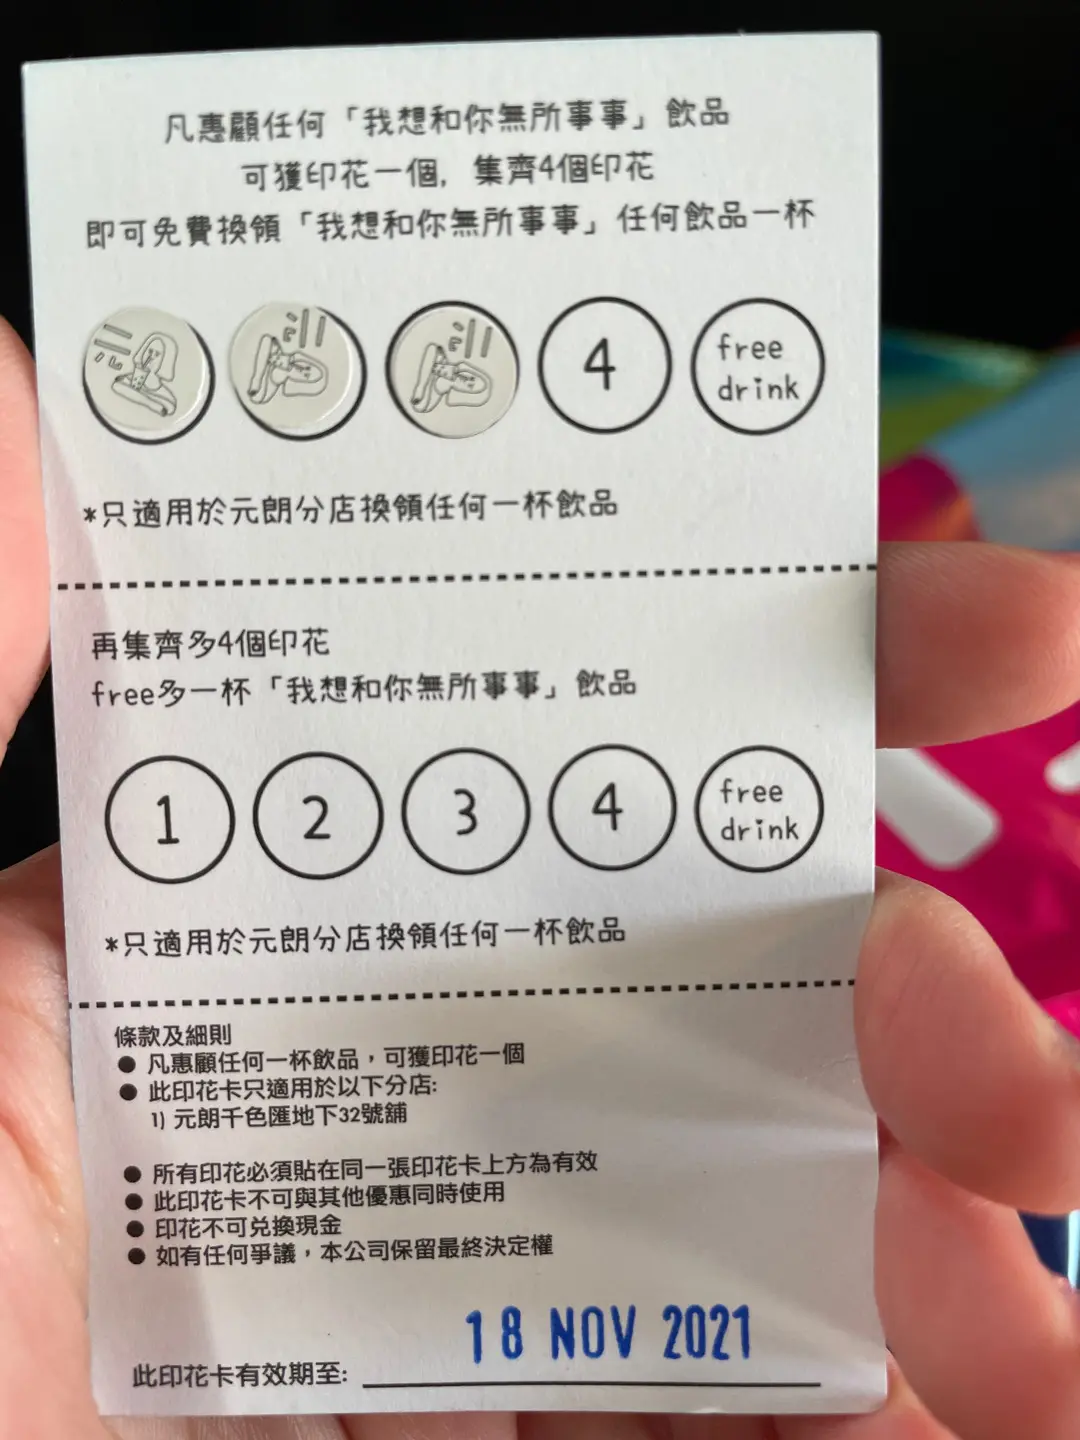 凡惠顧任何「我想和你無所事事」飲品
可獲印花一個，集齊4個印花
即可免費換領「我想和你無所事事」任何飲品一杯
4
free
drink
*只適用於元朗分店換領任何一杯飲品
再集齊多4個印花
free多一杯「我想和你無所事事」飲品
1
2
3
4
free
drink
*只適用於元朗分店換領任何一杯飲品
條款及細則
● 凡惠顧任何一杯飲品，可獲印花一個
● 此印花卡只適用於以下分店:
1) 元朗千色匯地下32號舖
● 所有印花必須貼在同一張印花卡上方為有效
● 此印花卡不可與其他優惠同時使用
● 印花不可兌換現金
● 如有任何爭議，本公司保留最終決定權
18 NOV 2021
此印花卡有效期至: